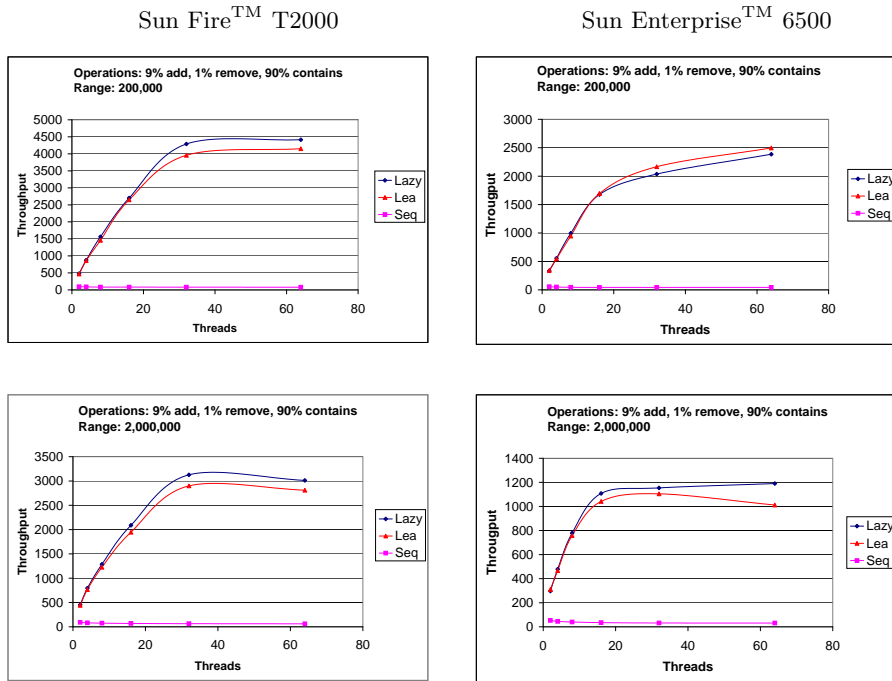 Sun Fire™ T2000
Sun Enterprise™ 6500
Operations: 9% add, 1% remove, 90% contains
Range: 200,000
5000
4500
4000
3500
3000
2500
2000
1500
1000
500
0
Throughput
0 20 40 60 80
Threads
Lazy
Lea
Seq
Operations: 9% add, 1% remove, 90% contains
Range: 200,000
3000
2500
2000
1500
1000
500
0
Througput
0 20 40 60 80
Threads
Lazy
Lea
Seq
Operations: 9% add, 1% remove, 90% contains
Range: 2,000,000
3500
3000
2500
2000
1500
1000
500
0
Throughput
0 20 40 60 80
Threads
Lazy
Lea
Seq
Operations: 9% add, 1% remove, 90% contains
Range: 2,000,000
1400
1200
1000
800
600
400
200
0
Througput
0 20 40 60 80
Threads
Lazy
Lea
Seq